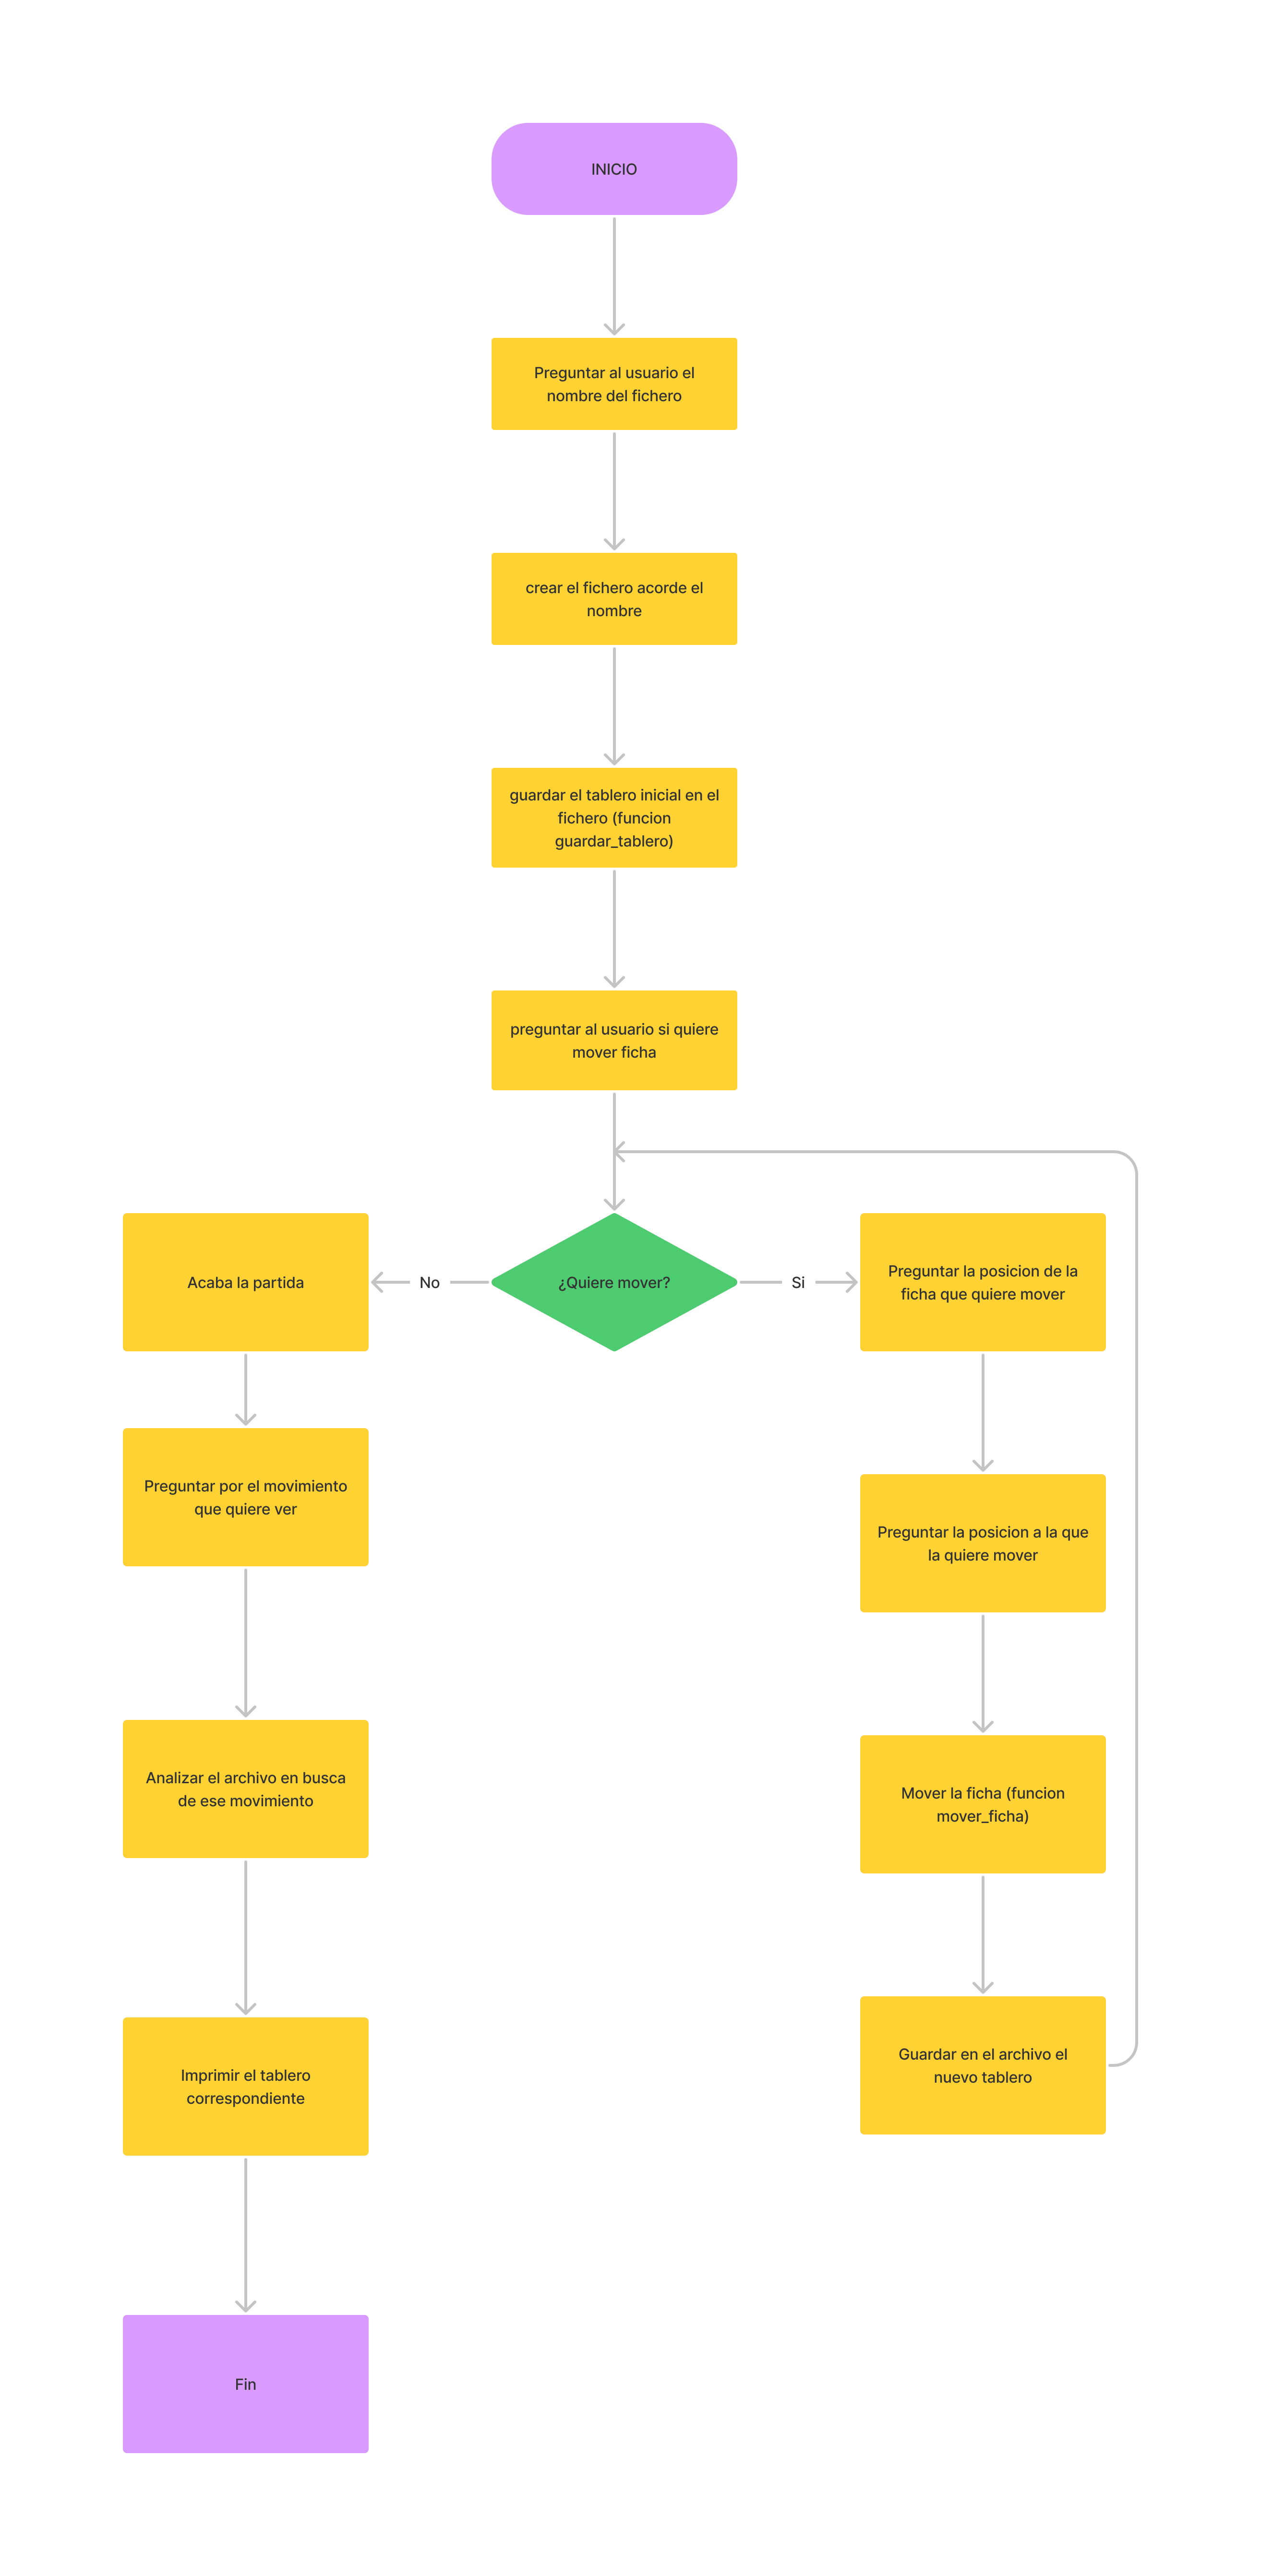 INICIO
Preguntar al usuario el
nombre del fichero
crear el fichero acorde el
nombre
guardar el tablero inicial en el
fichero (funcion
guardar_tablero)
preguntar al usuario si quiere
mover ficha
Acaba la partida
No
¿Quiere mover?
Si
Preguntar la posicion de la
ficha que quiere mover
Preguntar por el movimiento
que quiere ver
Preguntar la posicion a la que
la quiere mover
Analizar el archivo en busca
de ese movimiento
Mover la ficha (funcion
mover_ficha)
Imprimir el tablero
correspondiente
Guardar en el archivo el
nuevo tablero
Fin